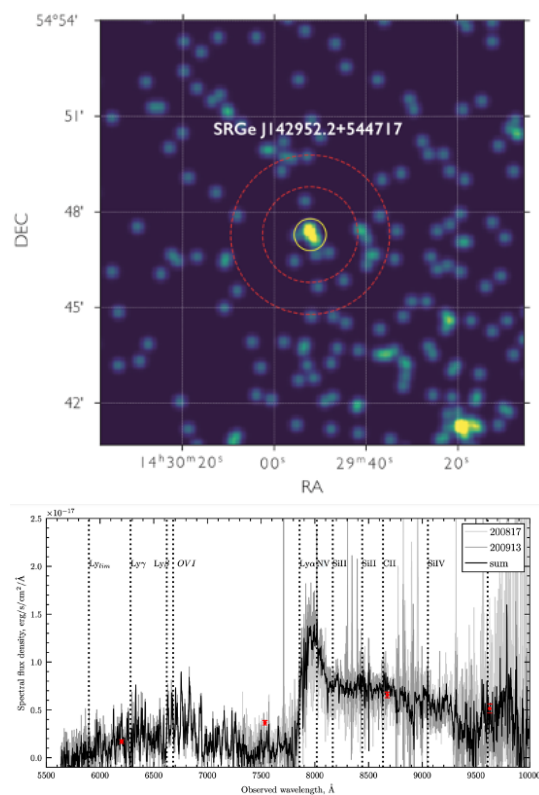 54°54'
51'
SRGe J142952.2+544717
48'
DEC
45'
42'
14ʰ30ᵐ20ˢ 00ˢ 29ᵐ40ˢ 20ˢ
RA
×10⁻¹⁷
2.5
200817
200913
sum
Lylim Lyγ Lyβ OVI Lyα NV SiII SiII CII SiIV
2.0
1.5
1.0
0.5
0.0
Spectral flux density, erg/s/cm²/Å
5500 6000 6500 7000 7500 8000 8500 9000 9500 10000
Observed wavelength, Å